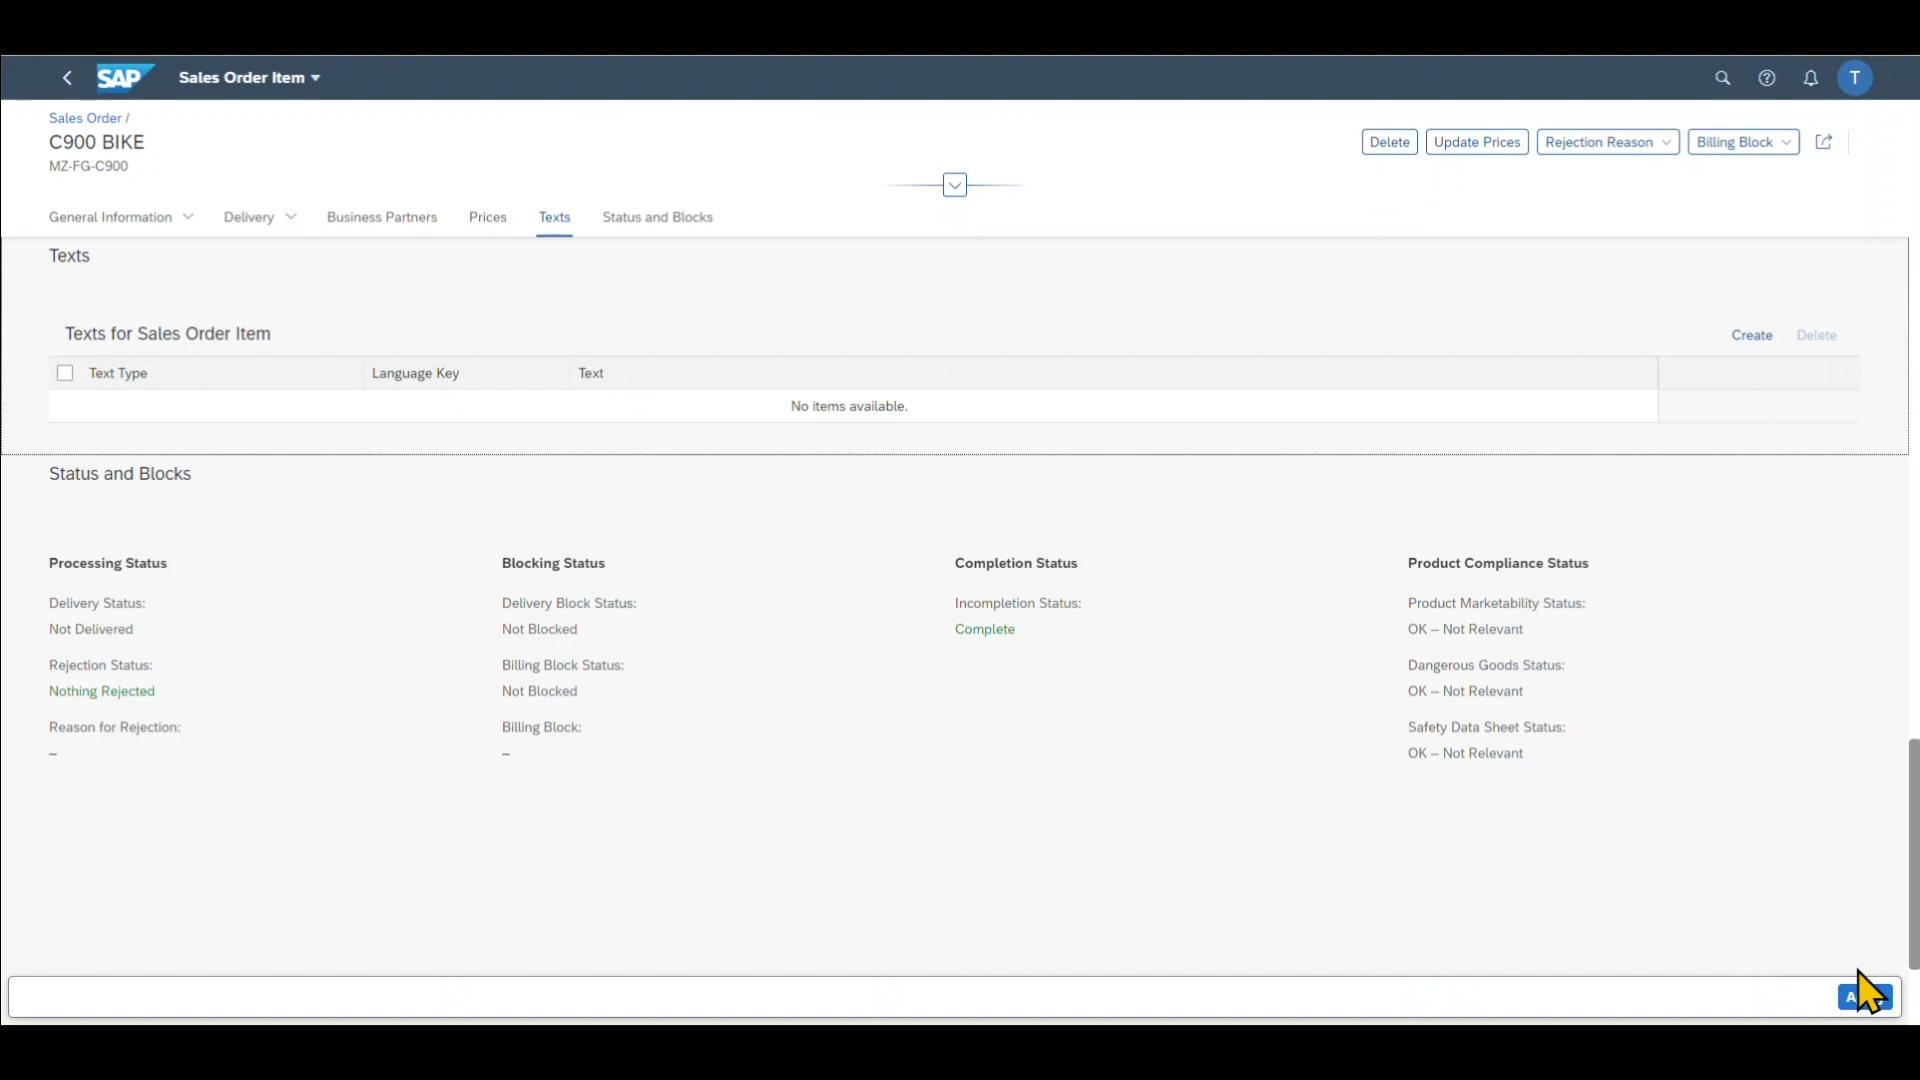 SAP Sales Order Item
T
Sales Order /
C900 BIKE
MZ-FG-C900
Delete Update Prices Rejection Reason Billing Block
General Information Delivery Business Partners Prices Texts Status and Blocks
Texts
Texts for Sales Order Item
Create Delete
Text Type Language Key Text
No items available.
Status and Blocks
Processing Status
Delivery Status:
Not Delivered
Rejection Status:
Nothing Rejected
Reason for Rejection:
–
Blocking Status
Delivery Block Status:
Not Blocked
Billing Block Status:
Not Blocked
Billing Block:
–
Completion Status
Incompletion Status:
Complete
Product Compliance Status
Product Marketability Status:
OK – Not Relevant
Dangerous Goods Status:
OK – Not Relevant
Safety Data Sheet Status:
OK – Not Relevant